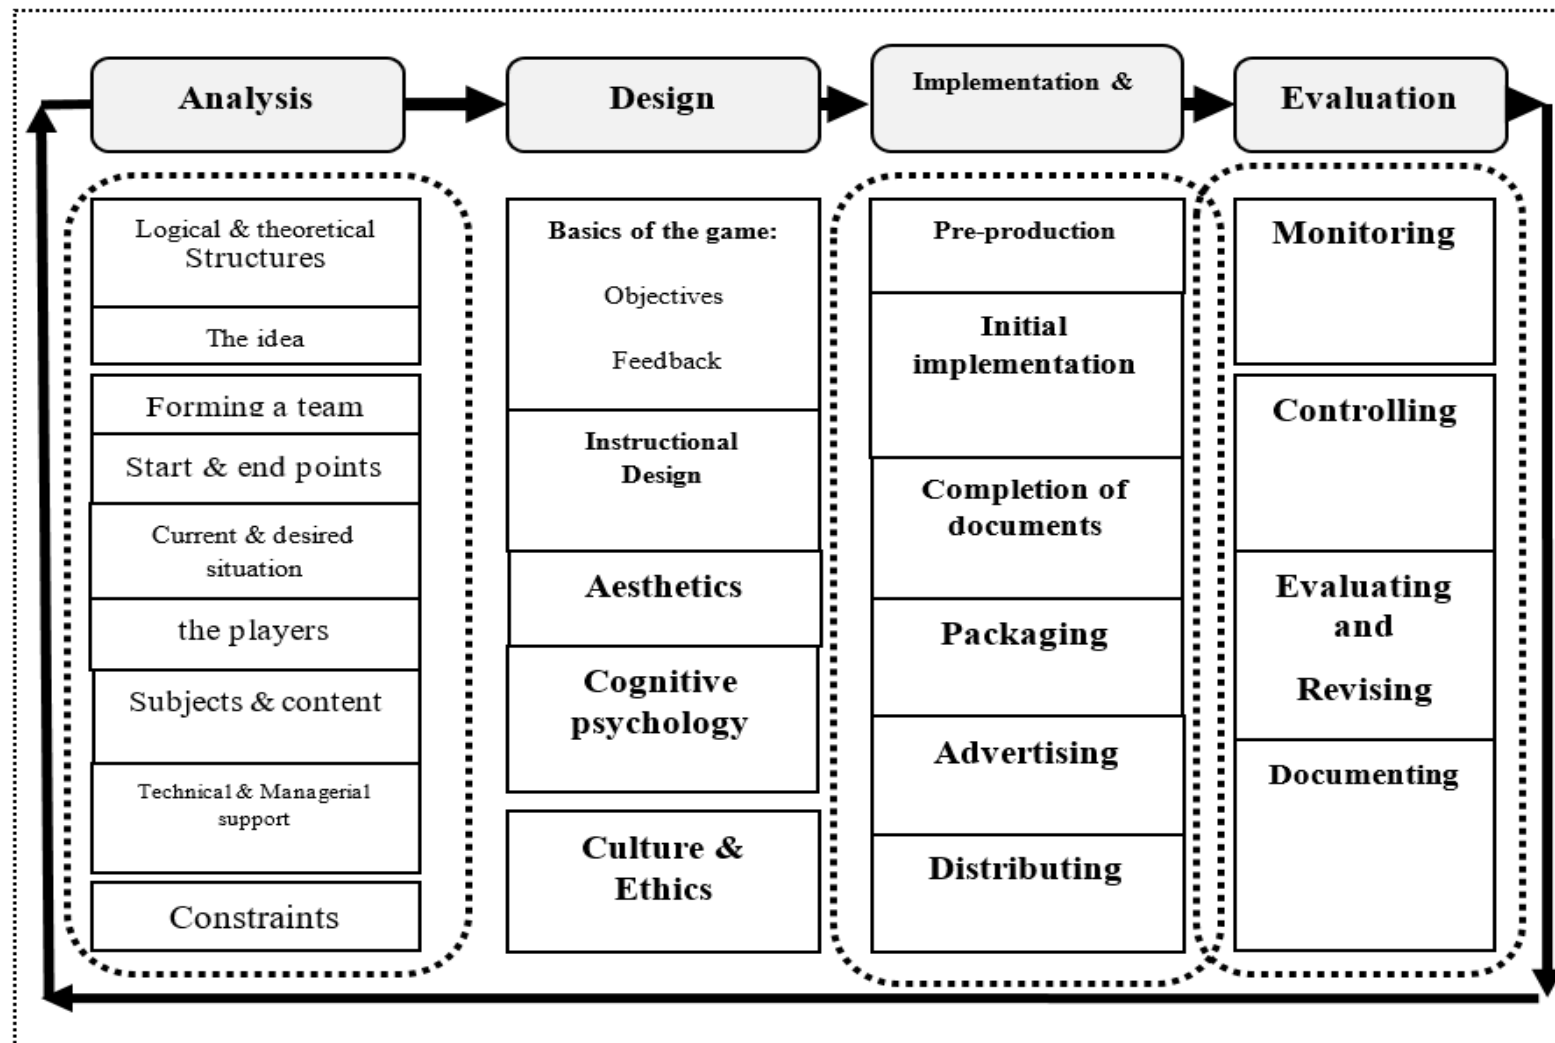 Analysis
Design
Implementation &
Evaluation
Logical & theoretical
Structures
The idea
Forming a team
Start & end points
Current & desired
situation
the players
Subjects & content
Technical & Managerial
support
Constraints
Basics of the game:
Objectives
Feedback
Instructional
Design
Aesthetics
Cognitive
psychology
Culture &
Ethics
Pre-production
Initial
implementation
Completion of
documents
Packaging
Advertising
Distributing
Monitoring
Controlling
Evaluating
and
Revising
Documenting